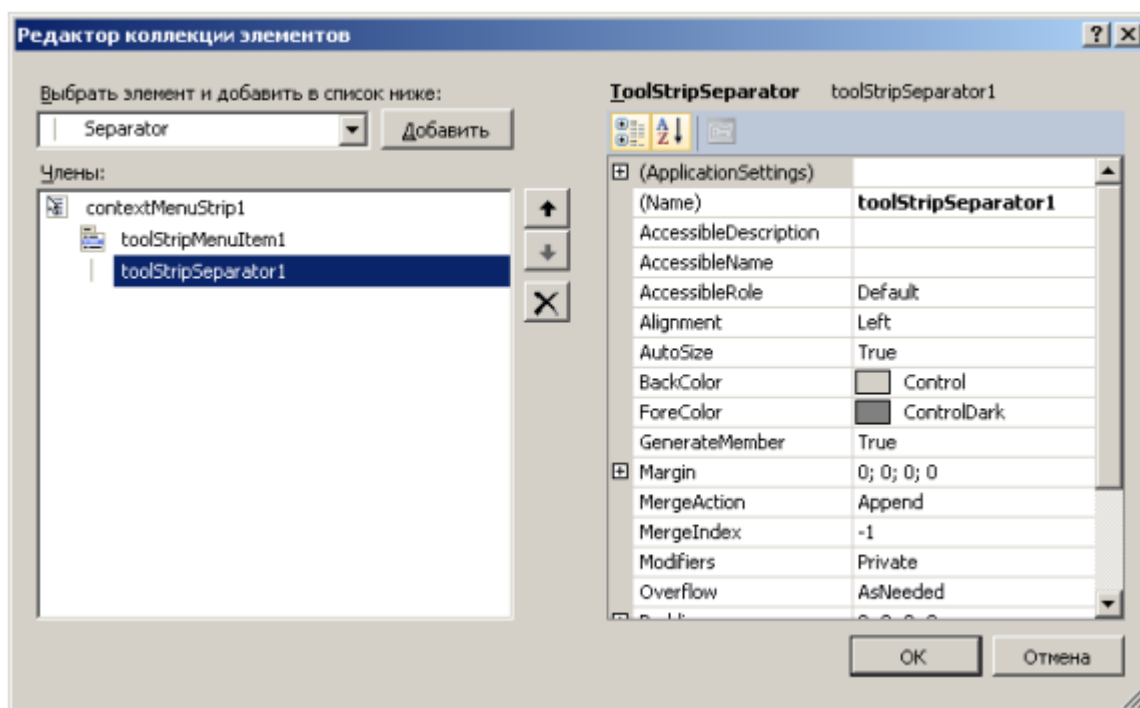 Редактор коллекции элементов
Выбрать элемент и добавить в список ниже:
Separator
Добавить
Члены:
contextMenuStrip1
toolStripMenuItem1
toolStripSeparator1
ToolStripSeparator toolStripSeparator1
(ApplicationSettings)
(Name) toolStripSeparator1
AccessibleDescription
AccessibleName
AccessibleRole Default
Alignment Left
AutoSize True
BackColor Control
ForeColor ControlDark
GenerateMember True
Margin 0; 0; 0; 0
MergeAction Append
MergeIndex -1
Modifiers Private
Overflow AsNeeded
OK Отмена